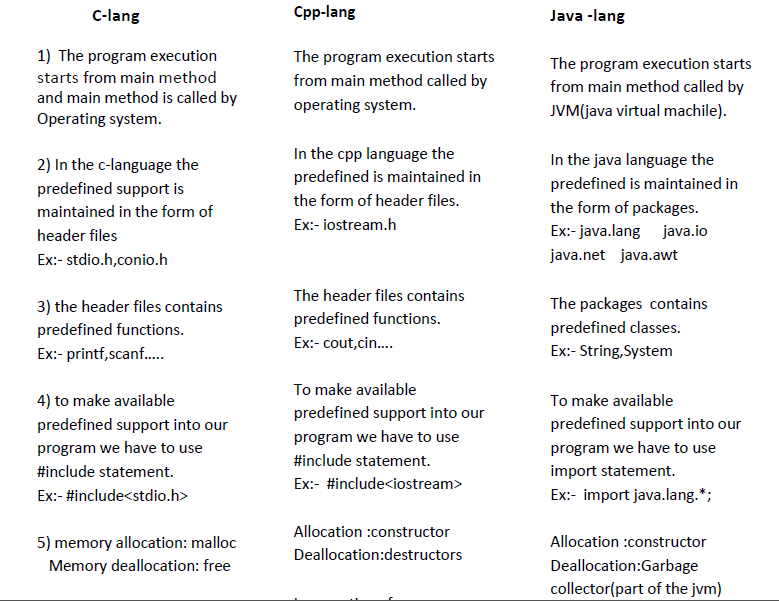 C-lang
1) The program execution
starts from main method
and main method is called by
Operating system.
2) In the c-language the
predefined support is
maintained in the form of
header files
Ex:- stdio.h,conio.h
3) the header files contains
predefined functions.
Ex:- printf,scanf…..
4) to make available
predefined support into our
program we have to use
#include statement.
Ex:- #include<stdio.h>
5) memory allocation: malloc
Memory deallocation: free
Cpp-lang
The program execution starts
from main method called by
operating system.
In the cpp language the
predefined is maintained in
the form of header files.
Ex:- iostream.h
The header files contains
predefined functions.
Ex:- cout,cin….
To make available
predefined support into our
program we have to use
#include statement.
Ex:- #include<iostream>
Allocation :constructor
Deallocation:destructors
Java -lang
The program execution starts
from main method called by
JVM(java virtual machile).
In the java language the
predefined is maintained in
the form of packages.
Ex:- java.lang java.io
java.net java.awt
The packages contains
predefined classes.
Ex:- String,System
To make available
predefined support into our
program we have to use
import statement.
Ex:- import java.lang.*;
Allocation :constructor
Deallocation:Garbage
collector(part of the jvm)